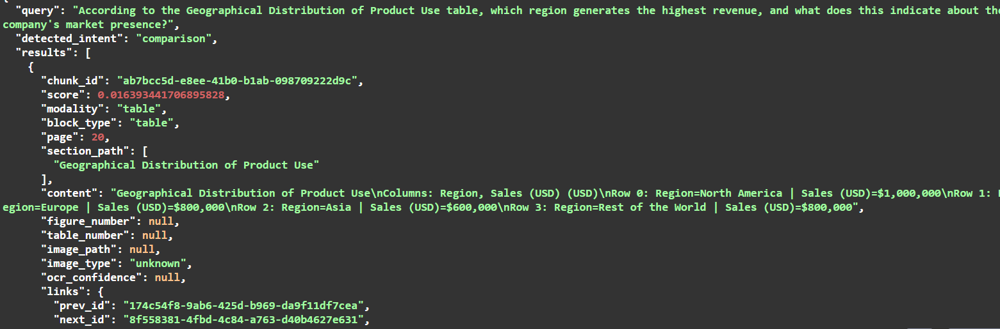 "query": "According to the Geographical Distribution of Product Use table, which region generates the highest revenue, and what does this indicate about the
company's market presence?",
"detected_intent": "comparison",
"results": [
{
"chunk_id": "ab7bcc5d-e8ee-41b0-b1ab-098709222d9c",
"score": 0.016393441706895828,
"modality": "table",
"block_type": "table",
"page": 20,
"section_path": [
"Geographical Distribution of Product Use"
],
"content": "Geographical Distribution of Product Use\nColumns: Region, Sales (USD) (USD)\nRow 0: Region=North America | Sales (USD)=$1,000,000\nRow 1:
egion=Europe | Sales (USD)=$800,000\nRow 2: Region=Asia | Sales (USD)=$600,000\nRow 3: Region=Rest of the World | Sales (USD)=$800,000",
"figure_number": null,
"table_number": null,
"image_path": null,
"image_type": "unknown",
"ocr_confidence": null,
"links": {
"prev_id": "174c54f8-9ab6-425d-b969-da9f11df7cea",
"next_id": "8f558381-4fbd-4c84-a763-d40b4627e631",